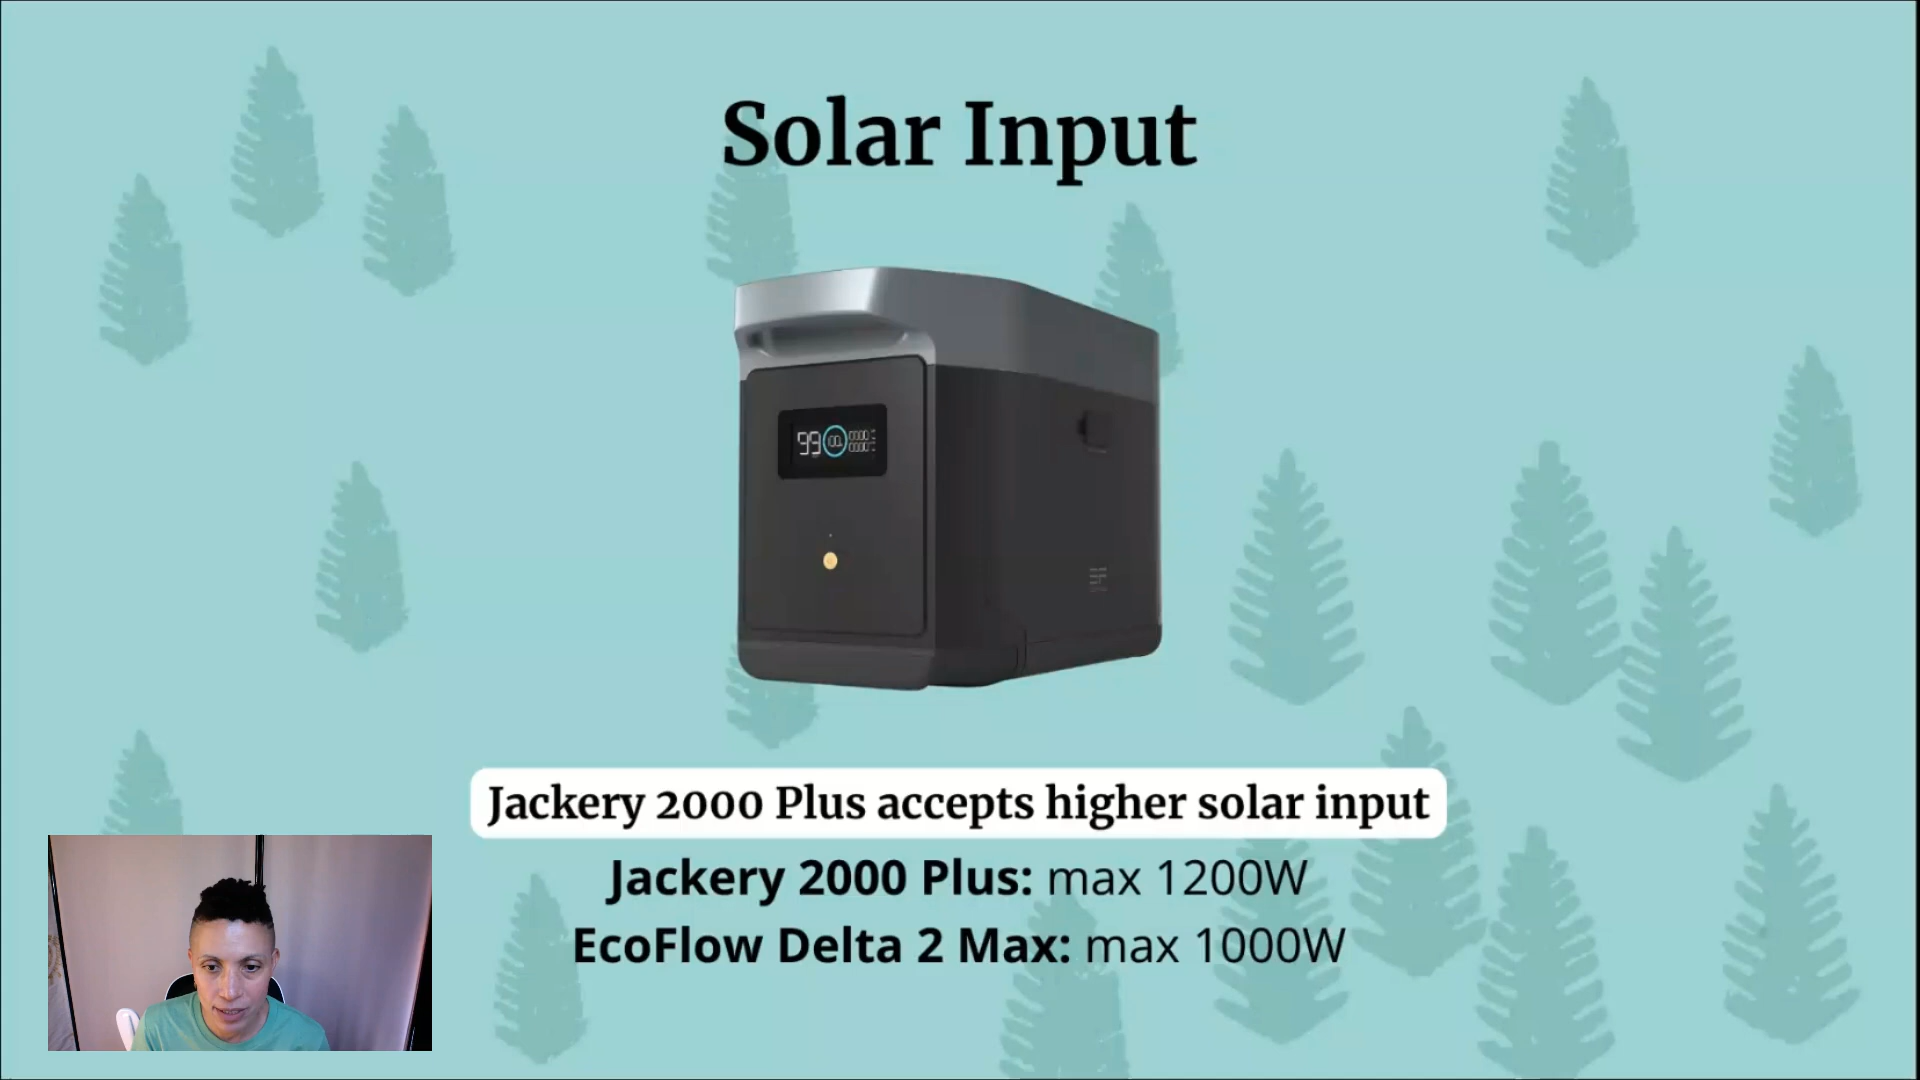 Solar Input
99
Jackery 2000 Plus accepts higher solar input
Jackery 2000 Plus: max 1200W
EcoFlow Delta 2 Max: max 1000W